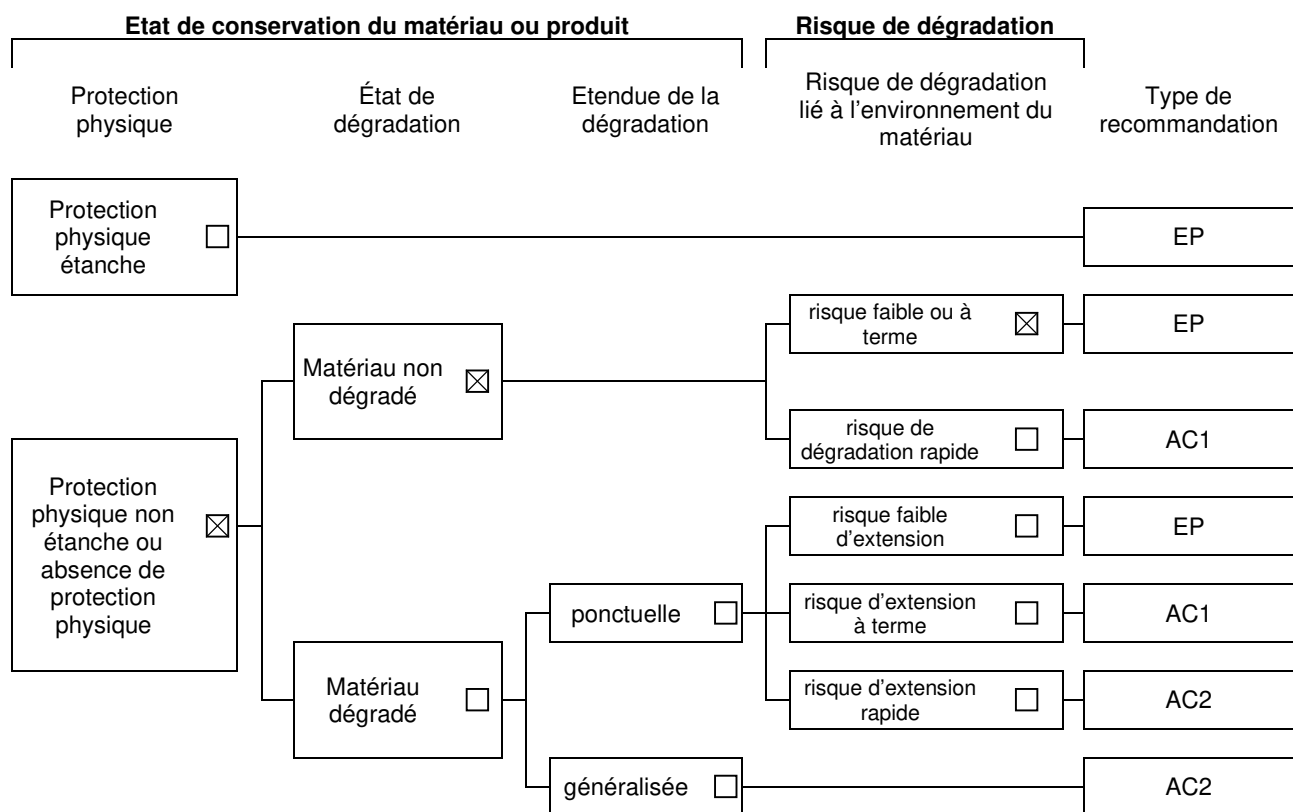 Etat de conservation du matériau ou produit
Risque de dégradation
Protection
physique
État de
dégradation
Etendue de la
dégradation
Risque de dégradation
lié à l'environnement du
matériau
Type de
recommandation
Protection
physique
étanche
EP
risque faible ou à
terme
EP
Matériau non
dégradé
risque de
dégradation rapide
AC1
Protection
physique non
étanche ou
absence de
protection
physique
risque faible
d'extension
EP
ponctuelle
risque d'extension
à terme
AC1
Matériau
dégradé
risque d'extension
rapide
AC2
généralisée
AC2